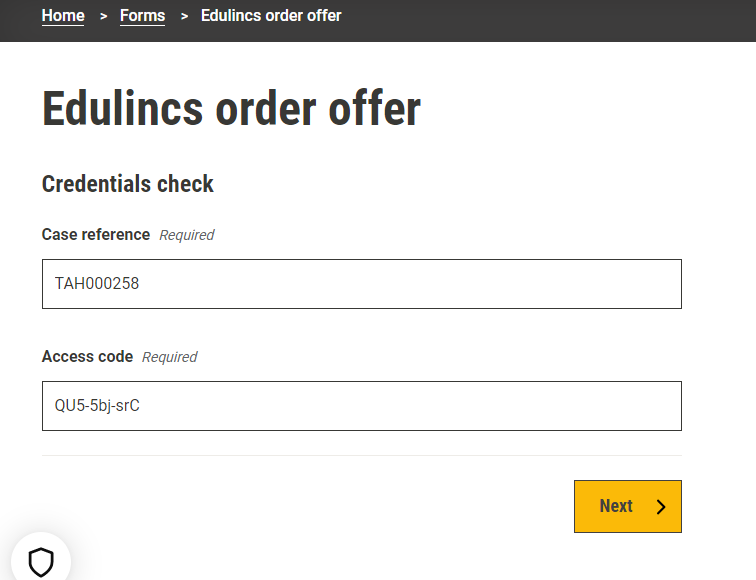 Home > Forms > Edulincs order offer
Edulincs order offer
Credentials check
Case reference Required
TAH000258
Access code Required
QU5-5bj-srC
Next